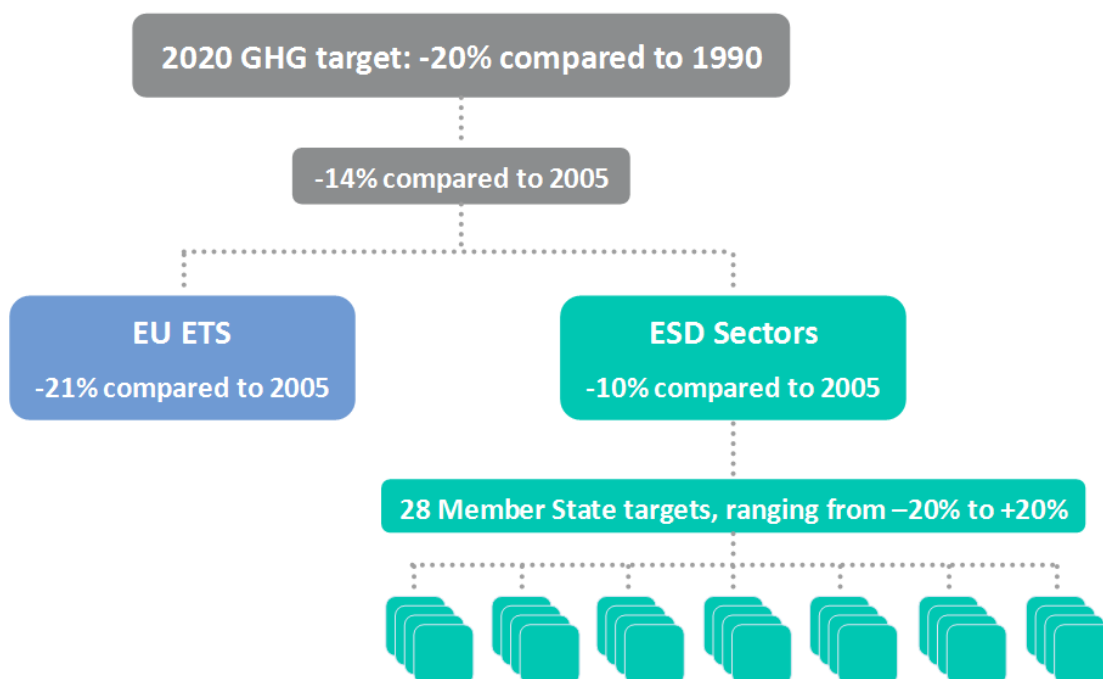 2020 GHG target: -20% compared to 1990
-14% compared to 2005
EU ETS
-21% compared to 2005
ESD Sectors
-10% compared to 2005
28 Member State targets, ranging from –20% to +20%